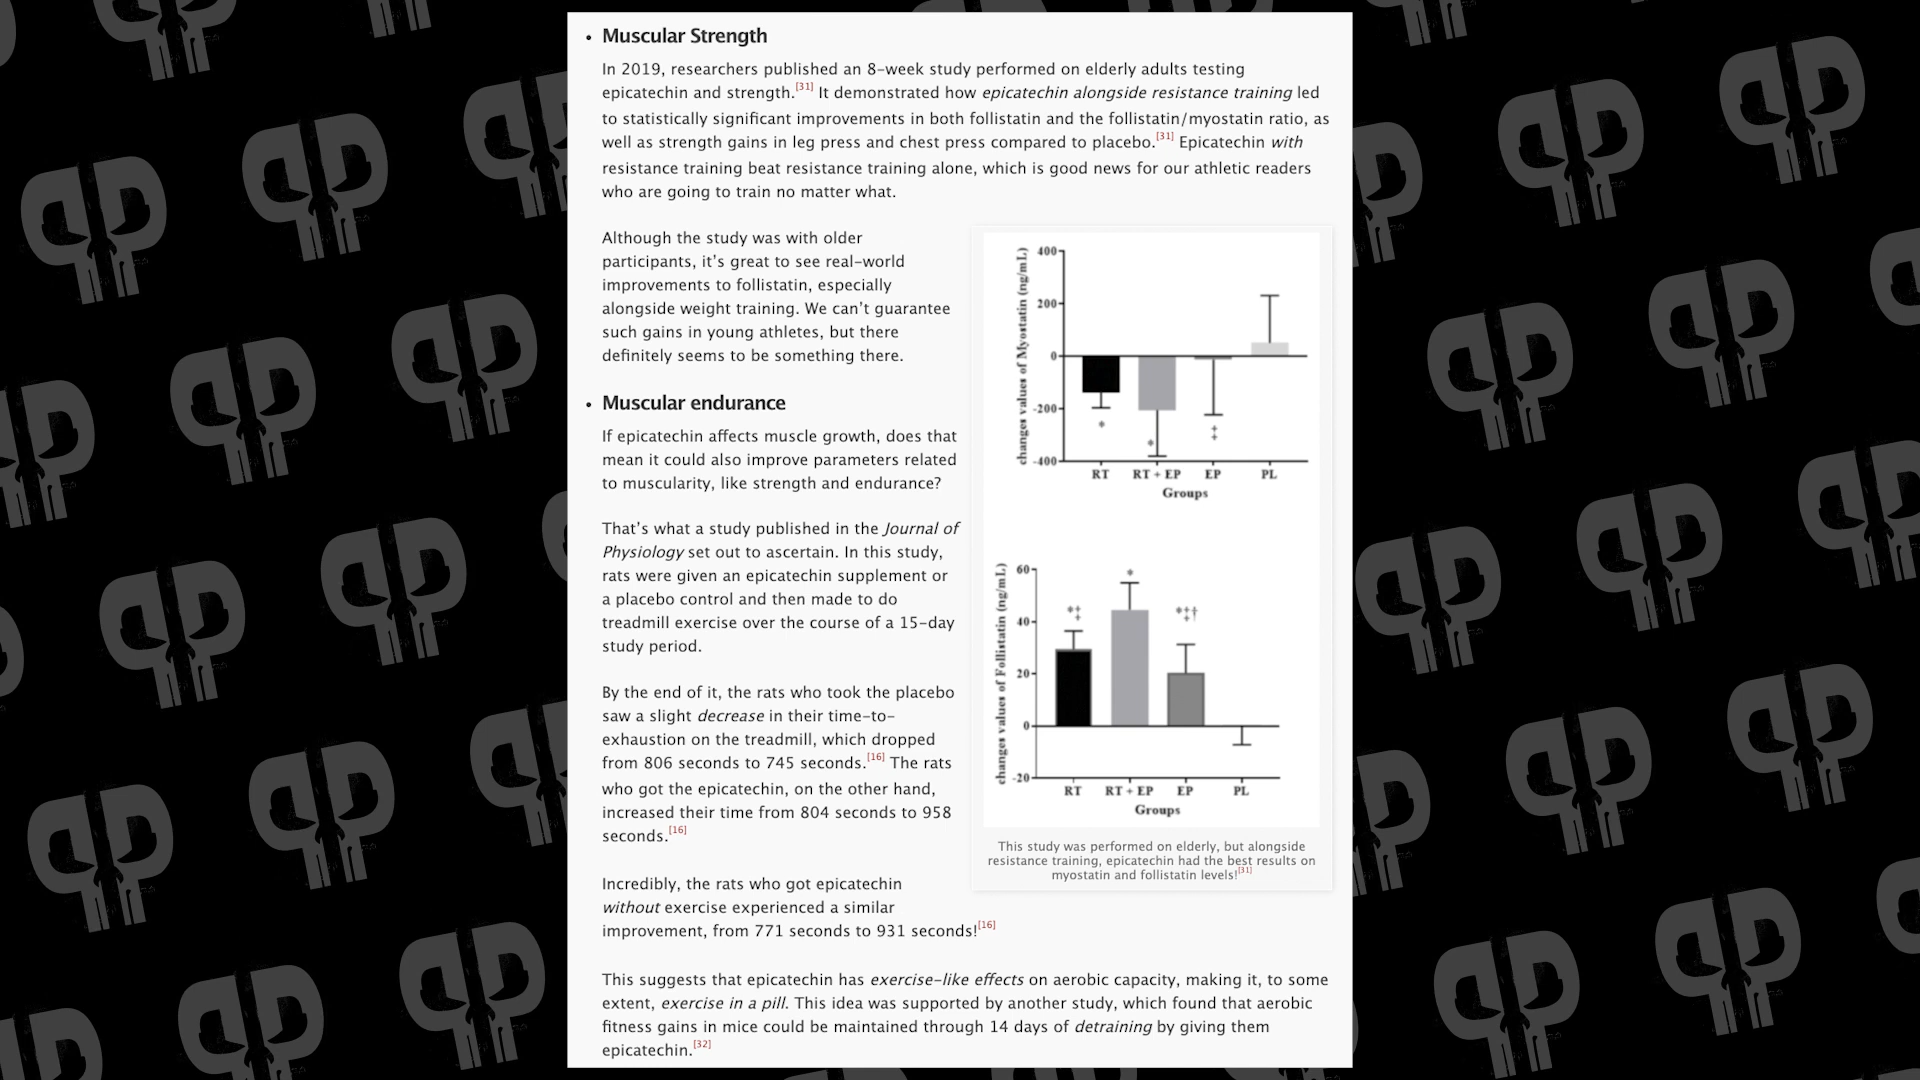 • Muscular Strength
In 2019, researchers published an 8-week study performed on elderly adults testing
epicatechin and strength.[31] It demonstrated how epicatechin alongside resistance training led
to statistically significant improvements in both follistatin and the follistatin/myostatin ratio, as
well as strength gains in leg press and chest press compared to placebo.[31] Epicatechin with
resistance training beat resistance training alone, which is good news for our athletic readers
who are going to train no matter what.
Although the study was with older
participants, it's great to see real-world
improvements to follistatin, especially
alongside weight training. We can't guarantee
such gains in young athletes, but there
definitely seems to be something there.
• Muscular endurance
If epicatechin affects muscle growth, does that
mean it could also improve parameters related
to muscularity, like strength and endurance?
That's what a study published in the Journal of
Physiology set out to ascertain. In this study,
rats were given an epicatechin supplement or
a placebo control and then made to do
treadmill exercise over the course of a 15-day
study period.
By the end of it, the rats who took the placebo
saw a slight decrease in their time-to-
exhaustion on the treadmill, which dropped
from 806 seconds to 745 seconds.[16] The rats
who got the epicatechin, on the other hand,
increased their time from 804 seconds to 958
seconds.[16]
Incredibly, the rats who got epicatechin
without exercise experienced a similar
improvement, from 771 seconds to 931 seconds![16]
This suggests that epicatechin has exercise-like effects on aerobic capacity, making it, to some
extent, exercise in a pill. This idea was supported by another study, which found that aerobic
fitness gains in mice could be maintained through 14 days of detraining by giving them
epicatechin.[32]
changes values of Myostatin (ng/mL)
400
200
0
-200
-400
*
*
‡
RT RT + EP EP PL
Groups
changes values of Follistatin (ng/mL)
60
40
20
0
-20
*‡
*
*‡†
RT RT + EP EP PL
Groups
This study was performed on elderly, but alongside
resistance training, epicatechin had the best results on
myostatin and follistatin levels![31]